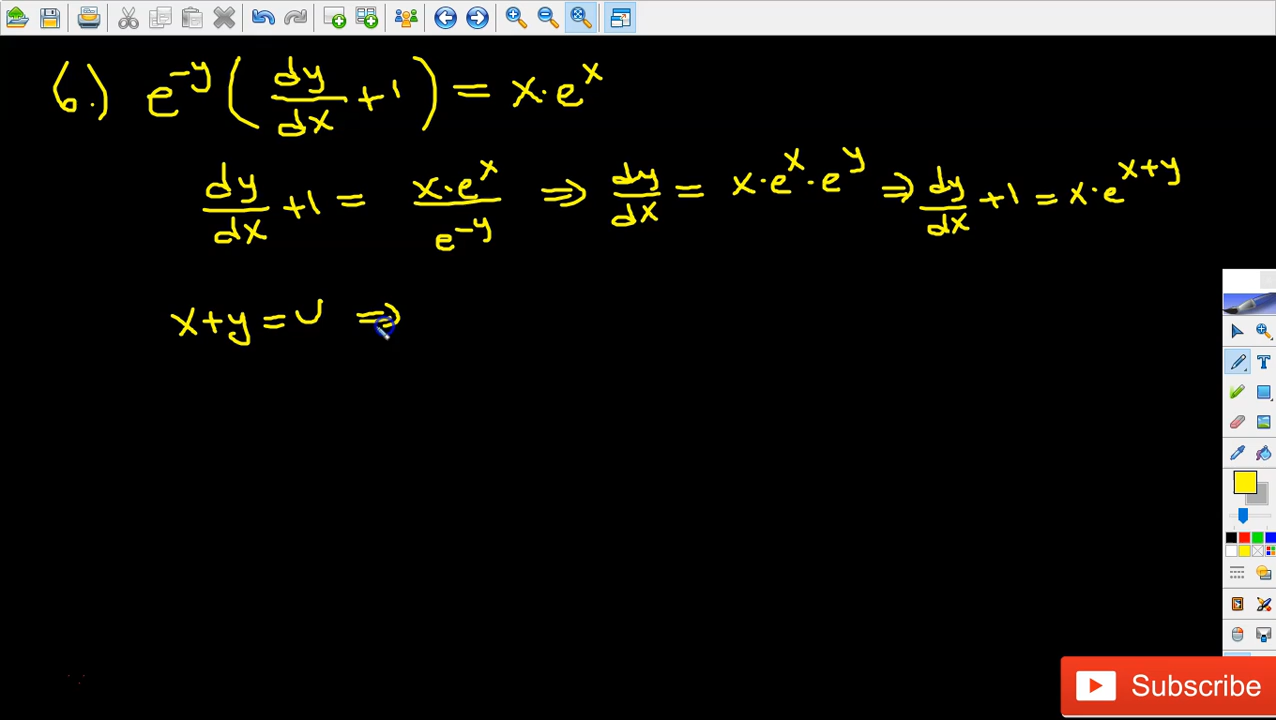 6.) e^-y ( dy/dx + 1 ) = x·e^x
dy/dx + 1 = x·e^x / e^-y ⇒ dy/dx = x·e^x·e^y ⇒ dy/dx + 1 = x·e^x+y
x+y = υ ⇒
Subscribe